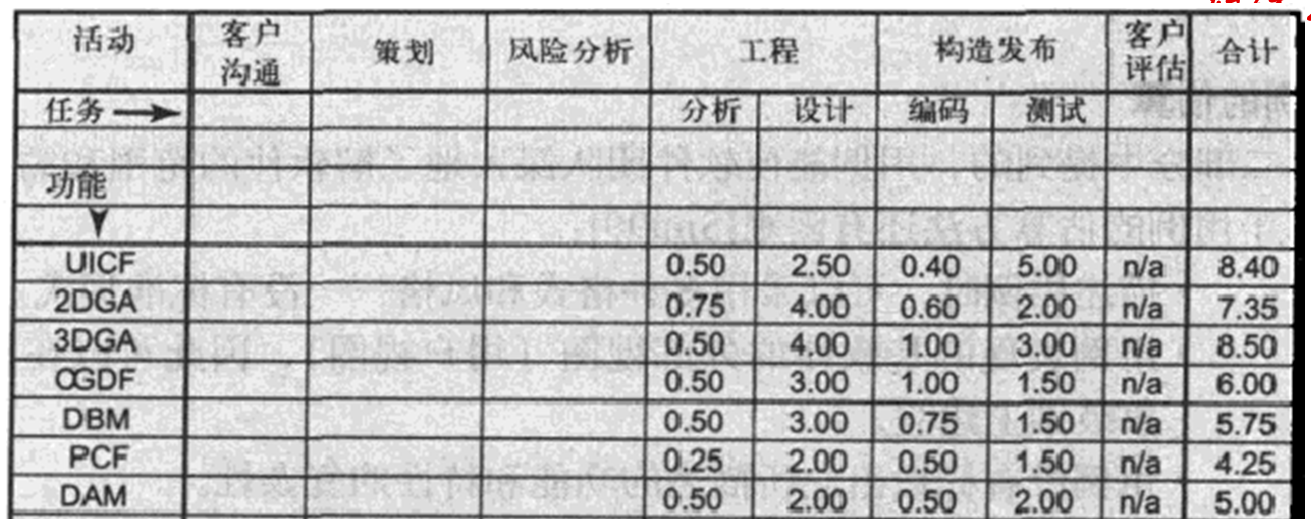 活动 客户沟通 策划 风险分析 工程 构造发布 客户评估 合计
任务 分析 设计 编码 测试
功能
UICF 0.50 2.50 0.40 5.00 n/a 8.40
2DGA 0.75 4.00 0.60 2.00 n/a 7.35
3DGA 0.50 4.00 1.00 3.00 n/a 8.50
CGDF 0.50 3.00 1.00 1.50 n/a 6.00
DBM 0.50 3.00 0.75 1.50 n/a 5.75
PCF 0.25 2.00 0.50 1.50 n/a 4.25
DAM 0.50 2.00 0.50 2.00 n/a 5.00